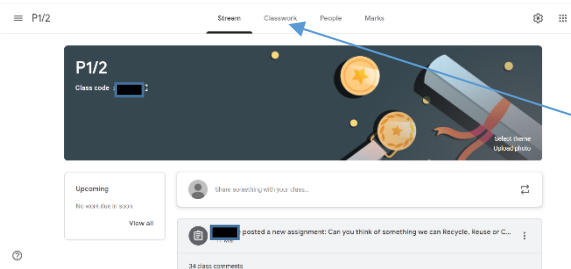 P1/2
Stream Classwork People Marks
P1/2
Class code
Select theme
Upload photo
Upcoming
No work due in soon
View all
Share something with your class...
posted a new assignment: Can you think of something we can Recycle, Reuse or C...
34 class comments